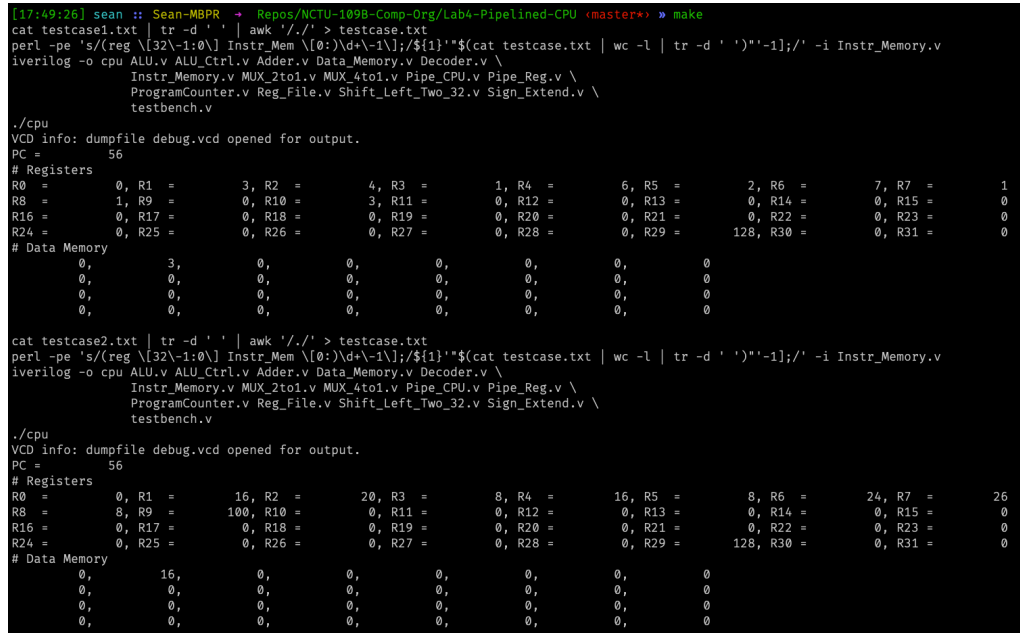 [17:49:26] sean :: Sean-MBPR → Repos/NCTU-109B-Comp-Org/Lab4-Pipelined-CPU ‹master*› » make
cat testcase1.txt | tr -d ' ' | awk '/./' > testcase.txt
perl -pe 's/(reg \[32\-1:0\] Instr_Mem \[0:)\d+\-1\];/${1}'"$(cat testcase.txt | wc -l | tr -d ' ')"'-1];/' -i Instr_Memory.v
iverilog -o cpu ALU.v ALU_Ctrl.v Adder.v Data_Memory.v Decoder.v \
Instr_Memory.v MUX_2to1.v MUX_4to1.v Pipe_CPU.v Pipe_Reg.v \
ProgramCounter.v Reg_File.v Shift_Left_Two_32.v Sign_Extend.v \
testbench.v
./cpu
VCD info: dumpfile debug.vcd opened for output.
PC = 56
# Registers
R0 = 0, R1 = 3, R2 = 4, R3 = 1, R4 = 6, R5 = 2, R6 = 7, R7 = 1
R8 = 1, R9 = 0, R10 = 3, R11 = 0, R12 = 0, R13 = 0, R14 = 0, R15 = 0
R16 = 0, R17 = 0, R18 = 0, R19 = 0, R20 = 0, R21 = 0, R22 = 0, R23 = 0
R24 = 0, R25 = 0, R26 = 0, R27 = 0, R28 = 0, R29 = 128, R30 = 0, R31 = 0
# Data Memory
0, 3, 0, 0, 0, 0, 0, 0
0, 0, 0, 0, 0, 0, 0, 0
0, 0, 0, 0, 0, 0, 0, 0
0, 0, 0, 0, 0, 0, 0, 0
cat testcase2.txt | tr -d ' ' | awk '/./' > testcase.txt
perl -pe 's/(reg \[32\-1:0\] Instr_Mem \[0:)\d+\-1\];/${1}'"$(cat testcase.txt | wc -l | tr -d ' ')"'-1];/' -i Instr_Memory.v
iverilog -o cpu ALU.v ALU_Ctrl.v Adder.v Data_Memory.v Decoder.v \
Instr_Memory.v MUX_2to1.v MUX_4to1.v Pipe_CPU.v Pipe_Reg.v \
ProgramCounter.v Reg_File.v Shift_Left_Two_32.v Sign_Extend.v \
testbench.v
./cpu
VCD info: dumpfile debug.vcd opened for output.
PC = 56
# Registers
R0 = 0, R1 = 16, R2 = 20, R3 = 8, R4 = 16, R5 = 8, R6 = 24, R7 = 26
R8 = 8, R9 = 100, R10 = 0, R11 = 0, R12 = 0, R13 = 0, R14 = 0, R15 = 0
R16 = 0, R17 = 0, R18 = 0, R19 = 0, R20 = 0, R21 = 0, R22 = 0, R23 = 0
R24 = 0, R25 = 0, R26 = 0, R27 = 0, R28 = 0, R29 = 128, R30 = 0, R31 = 0
# Data Memory
0, 16, 0, 0, 0, 0, 0, 0
0, 0, 0, 0, 0, 0, 0, 0
0, 0, 0, 0, 0, 0, 0, 0
0, 0, 0, 0, 0, 0, 0, 0